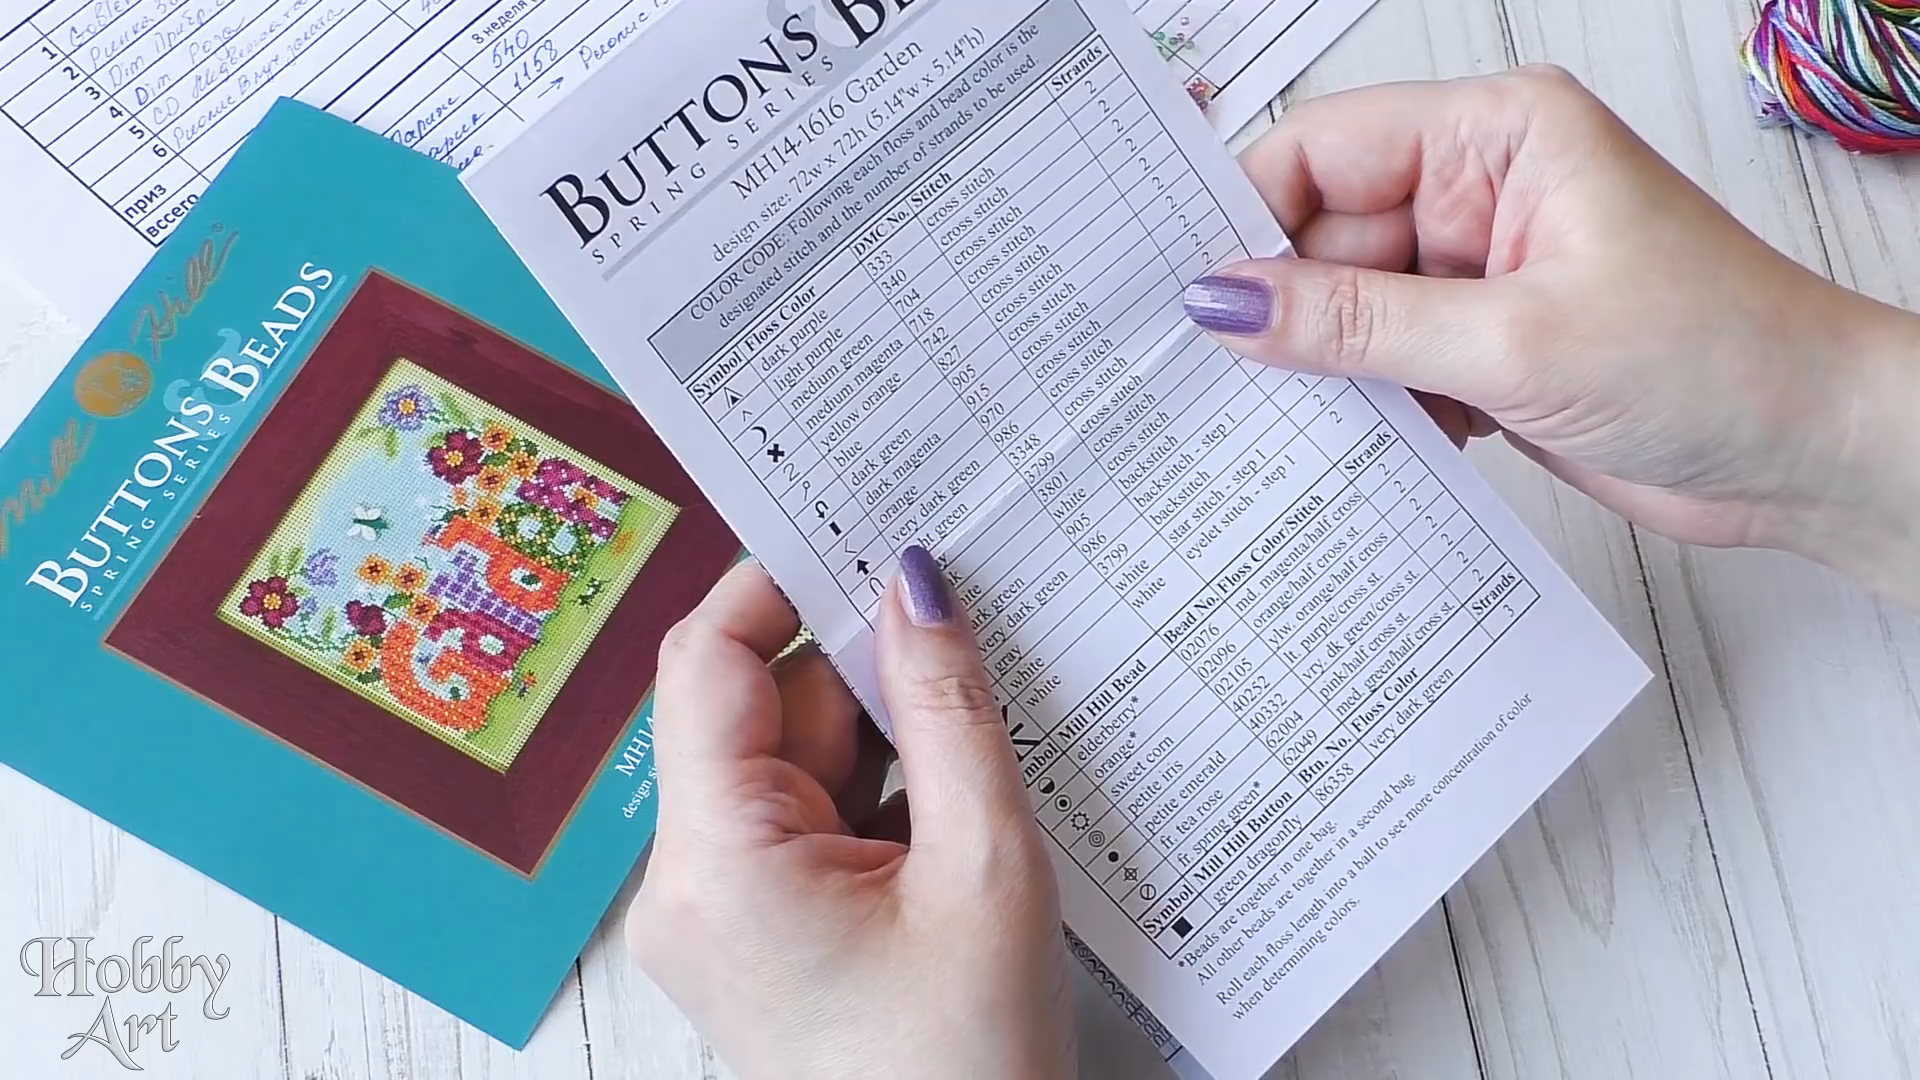 1
2
3
4
5
6
приз
вссего
Dim Роза
8 неделя
540
1158
Mill Hill
BUTTONS & BEADS
SPRING SERIES
BUTTONS &
SPRING SERIES
MH14-1616 Garden
design size: 72w x 72h (5.14"w x 5.14"h)
COLOR CODE: Following each floss and bead color is the
designated stitch and the number of strands to be used.
Symbol Floss Color DMC No. Stitch Strands
dark purple 333 cross stitch 2
light purple 340 cross stitch 2
medium green 704 cross stitch 2
medium magenta 718 cross stitch 2
yellow orange 742 cross stitch 2
blue 827 cross stitch 2
dark green 905 cross stitch 2
dark magenta 915 cross stitch
orange 970 cross stitch
very dark green 986 cross stitch
green 3348 cross stitch
3799 cross stitch
3801 cross stitch
white
dark green 905 backstitch
very dark green 986 backstitch - step 1
gray 3799 backstitch 1
white white star stitch - step 1 2
white white eyelet stitch - step 1 2
Mill Hill Bead Bead No. Floss Color/Stitch Strands
elderberry* 02076 md. magenta/half cross 2
orange* 02096 orange/half cross st. 2
sweet corn 02105 ylw. orange/half cross 2
petite iris 40252 lt. purple/cross st. 2
petite emerald 40332 vry. dk green/cross st. 2
fr. tea rose 62004 pink/half cross st. 2
fr. spring green* 62049 med. green/half cross st. 2
Symbol Mill Hill Button Btn. No. Floss Color Strands
green dragonfly 86358 very dark green 3
*Beads are together in one bag.
All other beads are together in a second bag.
Roll each floss length into a ball to see more concentration of color
when determining colors.
Garden
MH14
Hobby
Art